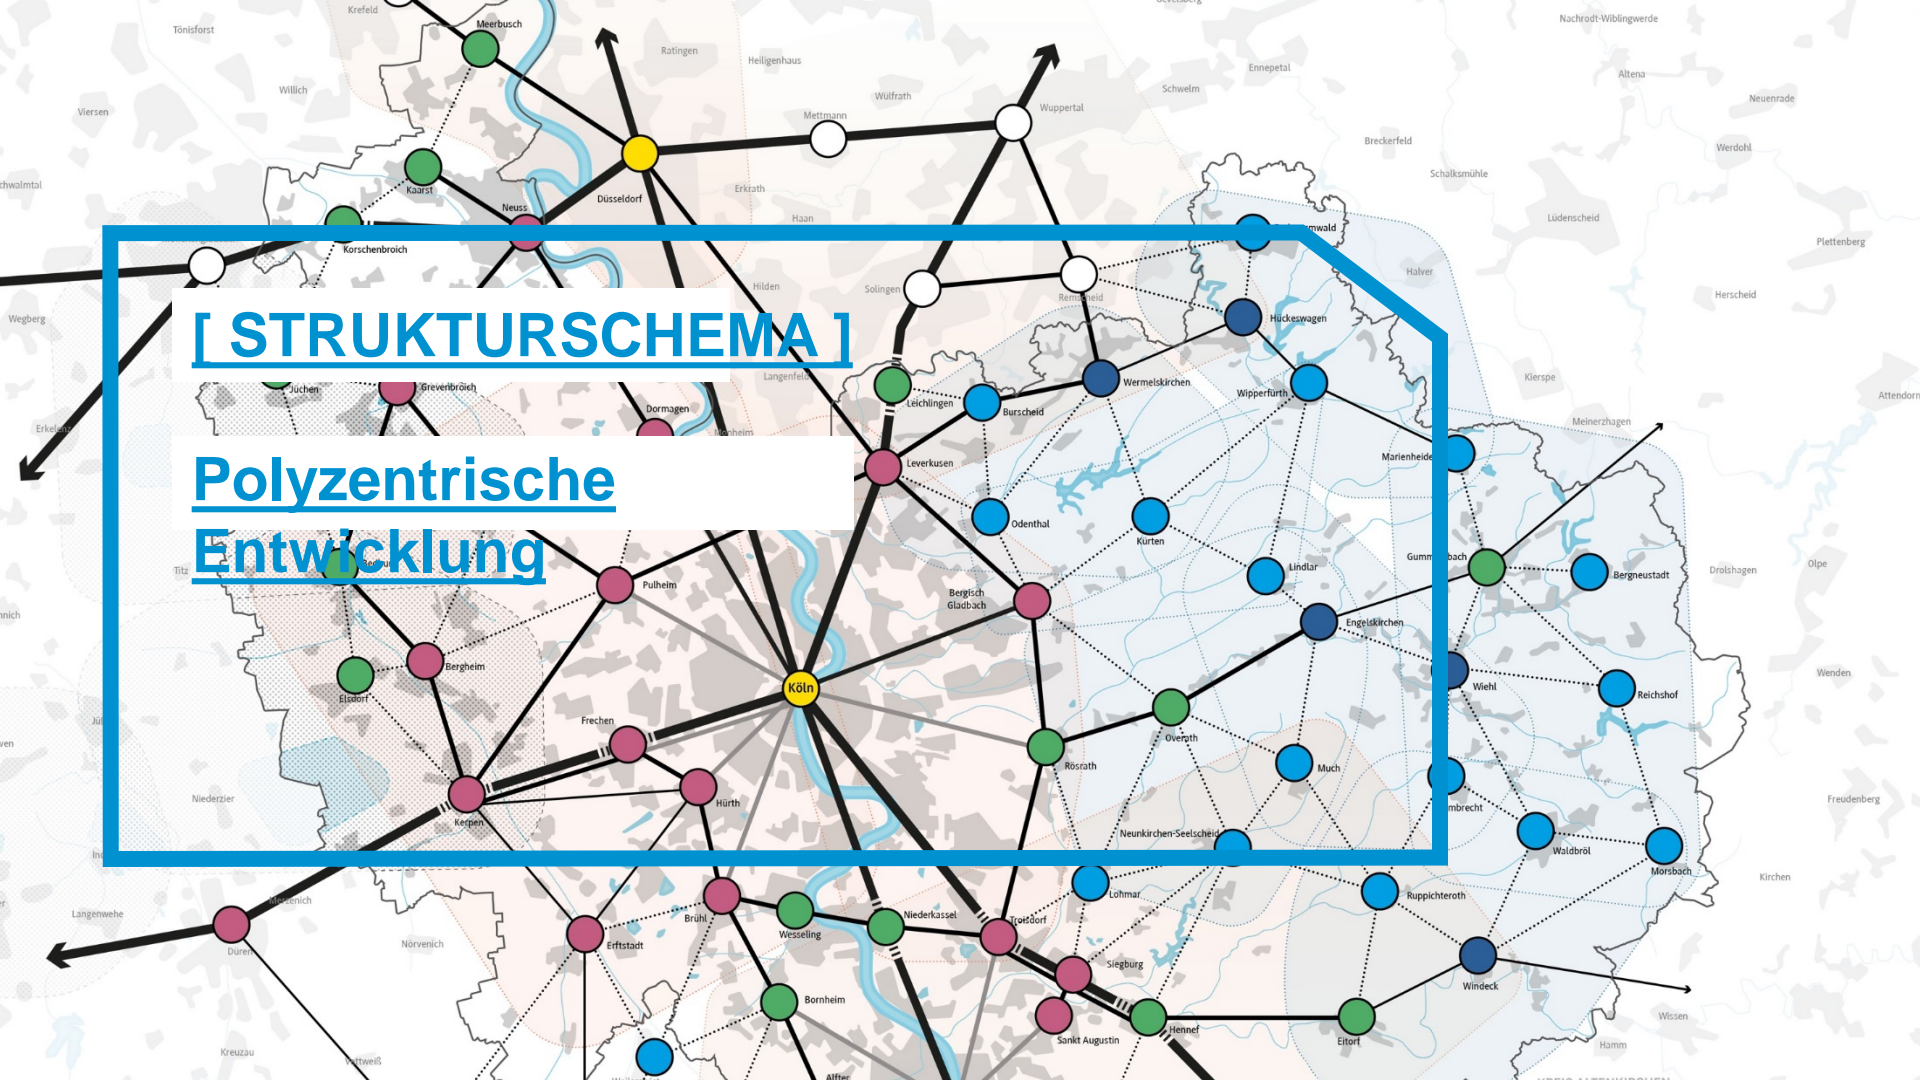 Krefeld
Meerbusch
Nachrodt-Wiblingwerde
Tönisforst
Ratingen
Heiligenhaus
Ennepetal
Altena
Willich
Schwelm
Wülfrath
Neuenrade
Viersen
Mettmann
Wuppertal
Breckerfeld
Werdohl
Schalksmühle
Kaarst
Erkrath
Düsseldorf
Neuss
Haan
Lüdenscheid
Plettenberg
Korschenbroich
Halver
Hilden
Solingen
Remscheid
Herscheid
Wegberg
Hückeswagen
[ STRUKTURSCHEMA ]
Langenfeld
Kierspe
Jüchen
Grevenbroich
Wermelskirchen
Wipperfürth
Attendorn
Leichlingen
Burscheid
Dormagen
Meinerzhagen
Monheim
Leverkusen
Marienheide
Polyzentrische
Entwicklung
Odenthal
Kürten
Lindlar
Titz
Pulheim
Bergisch
Gladbach
Bergneustadt
Drolshagen
Olpe
Engelskirchen
Bergheim
Wenden
Köln
Wiehl
Reichshof
Elsdorf
Frechen
Overath
Rösrath
Much
Niederzier
Hürth
Kerpen
Freudenberg
Neunkirchen-Seelscheid
Waldbröl
Morsbach
Kirchen
Lohmar
Ruppichteroth
Merzenich
Langenwehe
Brühl
Niederkassel
Troisdorf
Wesseling
Nörvenich
Erftstadt
Düren
Siegburg
Windeck
Bornheim
Wissen
Hennef
Sankt Augustin
Eitorf
Hamm
Kreuzau
Vettweiß
Alfter
KREIS ALTENKIRCHEN